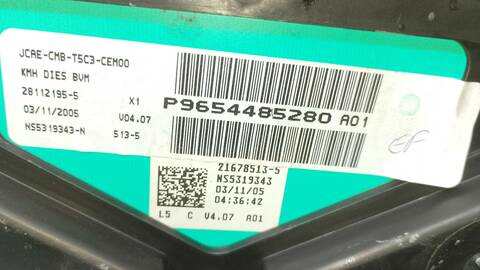 JCAE-CMB-T5C3-CEM00
KMH DIES BVM
28112195-5 X1
03/11/2005 V04.07
NS5319343-N 513-5
P9654485280 A01
21678513-5
NS5319343
03/11/05
04:36:42
L5 C V4.07 A01